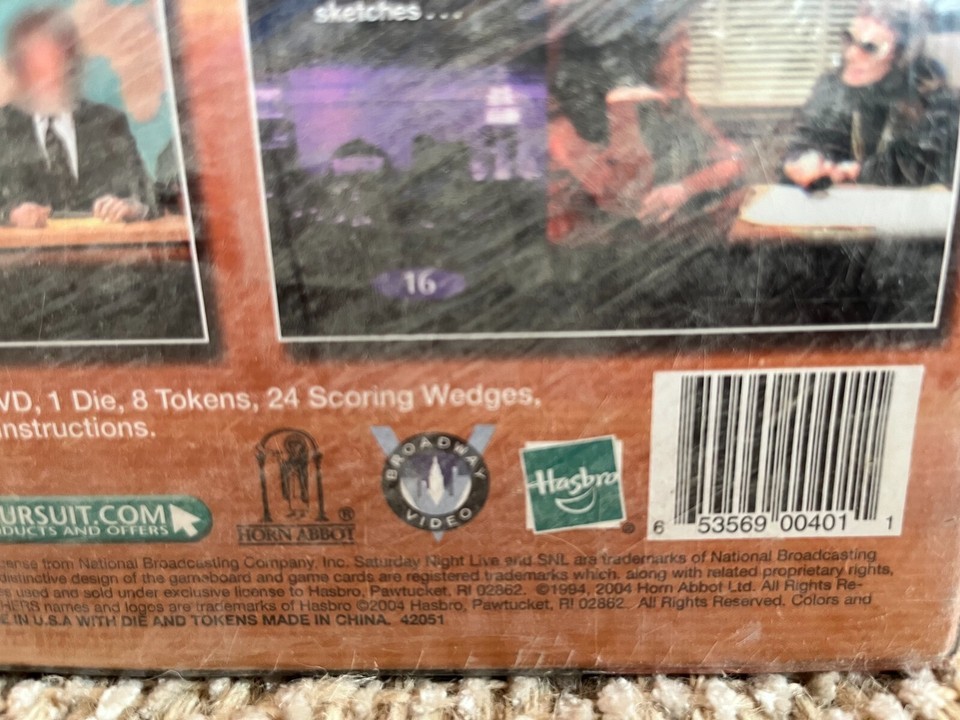 sketches...
16
VD, 1 Die, 8 Tokens, 24 Scoring Wedges,
instructions.
BROADWAY
VIDEO
Hasbro
URSUIT.COM
DUCTS AND OFFERS
HORN ABBOT ®
6 53569 00401 1
ense from National Broadcasting Company, Inc. Saturday Night Live and SNL are trademarks of National Broadcasting
distinctive design of the gameboard and game cards are registered trademarks which, along with related proprietary rights,
s used and sold under exclusive license to Hasbro, Pawtucket, RI 02862. ©1994, 2004 Horn Abbot Ltd. All Rights Re-
HERS names and logos are trademarks of Hasbro ©2004 Hasbro, Pawtucket, RI 02862. All Rights Reserved. Colors and
E IN U.S.A WITH DIE AND TOKENS MADE IN CHINA. 42051